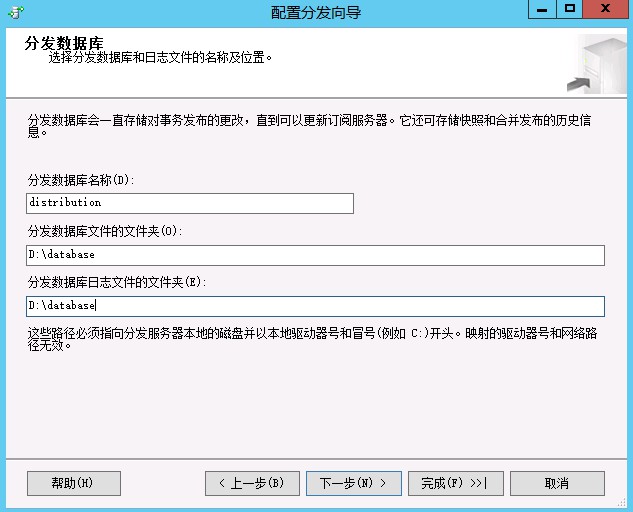 配置分发向导
分发数据库
选择分发数据库和日志文件的名称及位置。
分发数据库会一直存储对事务发布的更改，直到可以更新订阅服务器。它还可存储快照和合并发布的历史信
息。
分发数据库名称(D):
distribution
分发数据库文件的文件夹(O):
D:\database
分发数据库日志文件的文件夹(E):
D:\database
这些路径必须指向分发服务器本地的磁盘并以本地驱动器号和冒号(例如 C:)开头。映射的驱动器号和网络路
径无效。
帮助(H)
< 上一步(B)
下一步(N) >
完成(F) >>|
取消